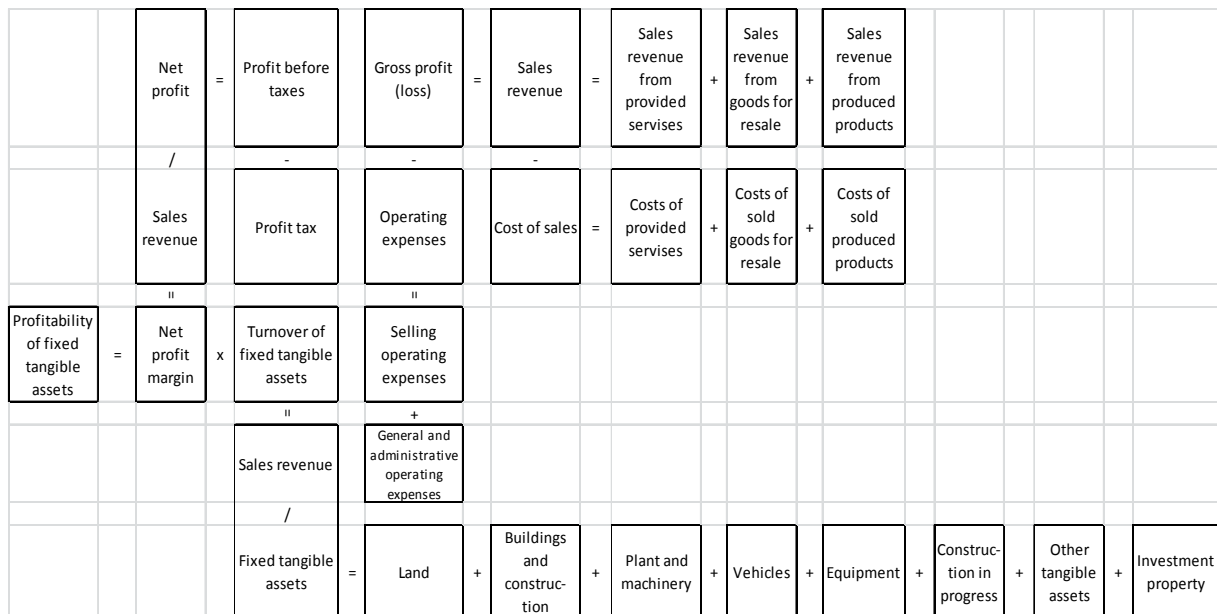 Net
profit
=
Profit before
taxes
Gross profit
(loss)
=
Sales
revenue
=
Sales
revenue
from
provided
servises
+
Sales
revenue
from
goods for
resale
+
Sales
revenue
from
produced
products
/
-
-
-
Sales
revenue
Profit tax
Operating
expenses
Cost of sales
=
Costs of
provided
servises
+
Costs of
sold
goods for
resale
+
Costs of
sold
produced
products
=
=
Profitability
of fixed
tangible
assets
=
Net
profit
margin
x
Turnover of
fixed tangible
assets
Selling
operating
expenses
=
+
Sales revenue
General and
administrative
operating
expenses
/
Fixed tangible
assets
=
Land
+
Buildings
and
construc-
tion
+
Plant and
machinery
+
Vehicles
+
Equipment
+
Construc-
tion in
progress
+
Other
tangible
assets
+
Investment
property